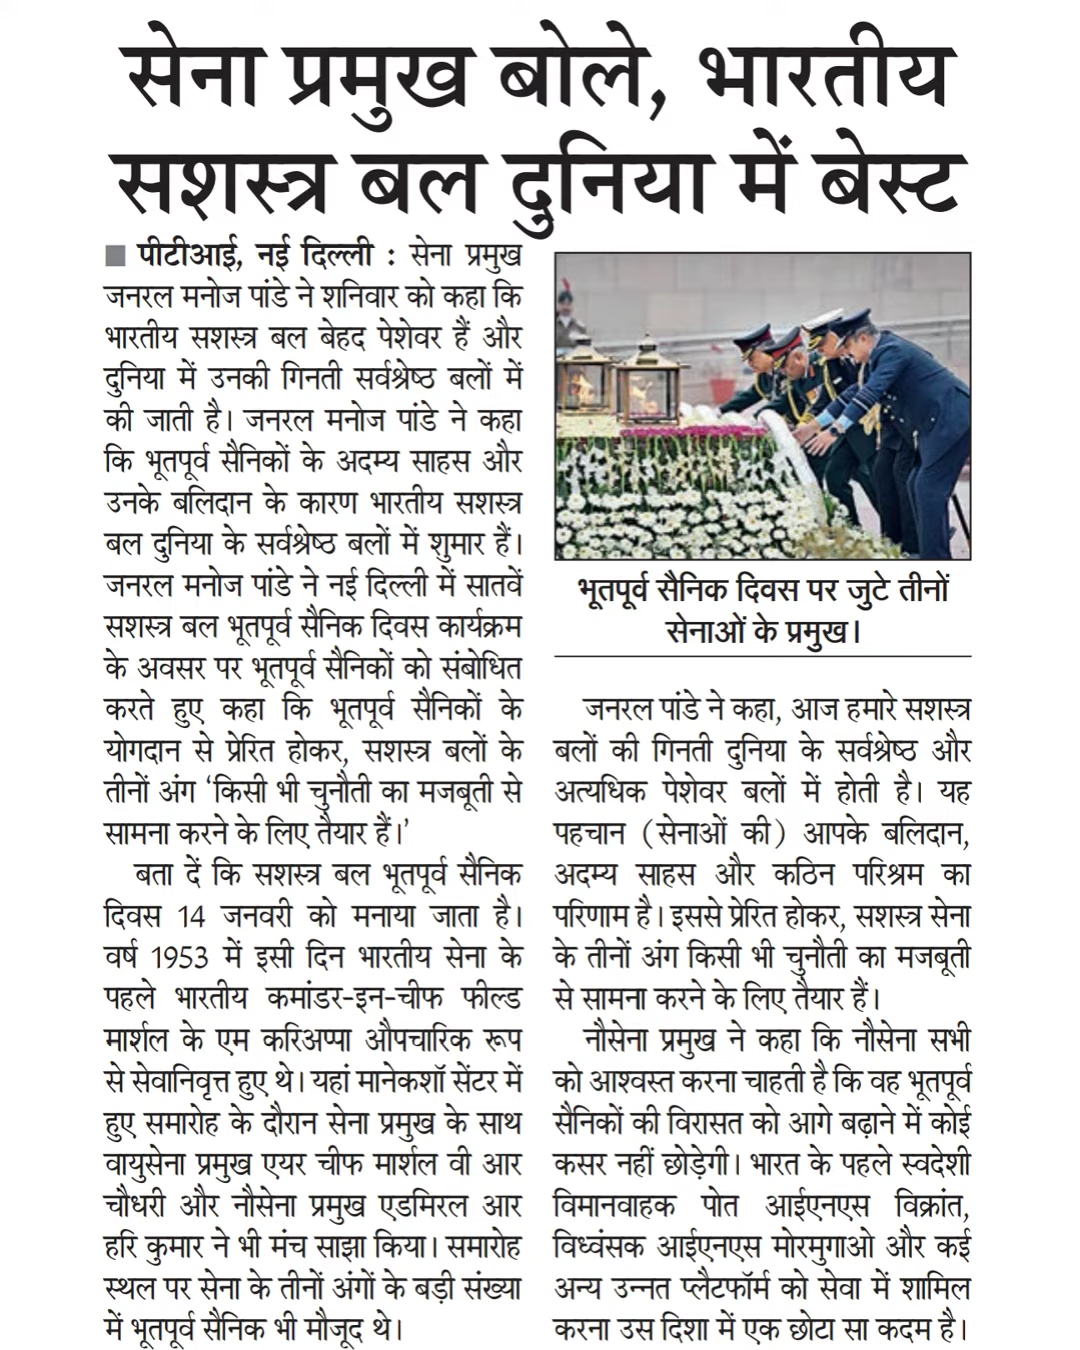 सेना प्रमुख बोले, भारतीय
सशस्त्र बल दुनिया में बेस्ट
■ पीटीआई, नई दिल्ली : सेना प्रमुख
जनरल मनोज पांडे ने शनिवार को कहा कि
भारतीय सशस्त्र बल बेहद पेशेवर हैं और
दुनिया में उनकी गिनती सर्वश्रेष्ठ बलों में
की जाती है। जनरल मनोज पांडे ने कहा
कि भूतपूर्व सैनिकों के अदम्य साहस और
उनके बलिदान के कारण भारतीय सशस्त्र
बल दुनिया के सर्वश्रेष्ठ बलों में शुमार हैं।
जनरल मनोज पांडे ने नई दिल्ली में सातवें
सशस्त्र बल भूतपूर्व सैनिक दिवस कार्यक्रम
के अवसर पर भूतपूर्व सैनिकों को संबोधित
करते हुए कहा कि भूतपूर्व सैनिकों के
योगदान से प्रेरित होकर, सशस्त्र बलों के
तीनों अंग ‘किसी भी चुनौती का मजबूती से
सामना करने के लिए तैयार हैं।’
बता दें कि सशस्त्र बल भूतपूर्व सैनिक
दिवस 14 जनवरी को मनाया जाता है।
वर्ष 1953 में इसी दिन भारतीय सेना के
पहले भारतीय कमांडर-इन-चीफ फील्ड
मार्शल के एम करिअप्पा औपचारिक रूप
से सेवानिवृत्त हुए थे। यहां मानेकशॉ सेंटर में
हुए समारोह के दौरान सेना प्रमुख के साथ
वायुसेना प्रमुख एयर चीफ मार्शल वी आर
चौधरी और नौसेना प्रमुख एडमिरल आर
हरि कुमार ने भी मंच साझा किया। समारोह
स्थल पर सेना के तीनों अंगों के बड़ी संख्या
में भूतपूर्व सैनिक भी मौजूद थे।
भूतपूर्व सैनिक दिवस पर जुटे तीनों
सेनाओं के प्रमुख।
जनरल पांडे ने कहा, आज हमारे सशस्त्र
बलों की गिनती दुनिया के सर्वश्रेष्ठ और
अत्यधिक पेशेवर बलों में होती है। यह
पहचान (सेनाओं की) आपके बलिदान,
अदम्य साहस और कठिन परिश्रम का
परिणाम है। इससे प्रेरित होकर, सशस्त्र सेना
के तीनों अंग किसी भी चुनौती का मजबूती
से सामना करने के लिए तैयार हैं।
नौसेना प्रमुख ने कहा कि नौसेना सभी
को आश्वस्त करना चाहती है कि वह भूतपूर्व
सैनिकों की विरासत को आगे बढ़ाने में कोई
कसर नहीं छोड़ेगी। भारत के पहले स्वदेशी
विमानवाहक पोत आईएनएस विक्रांत,
विध्वंसक आईएनएस मोरमुगाओ और कई
अन्य उन्नत प्लैटफॉर्म को सेवा में शामिल
करना उस दिशा में एक छोटा सा कदम है।